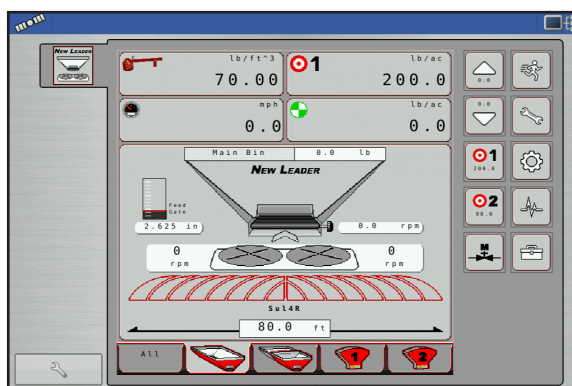 NEW LEADER
lb/ft^3
70.00
1
lb/ac
200.0
mph
0.0
lb/ac
0.0
Main Bin 0.0 lb
NEW LEADER
Feed
Gate
2.625 in
0.0 rpm
0
rpm
0
rpm
Sul4R
80.0 ft
All
1
2
0.0
0.0
1
200.0
2
90.0
M